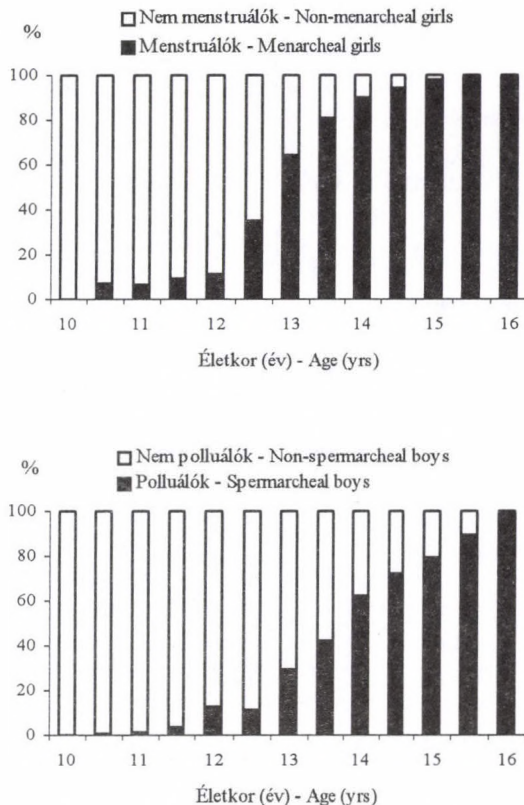 Nem menstruálók - Non-menarcheal girls
Menstruálók - Menarcheal girls
%
100
80
60
40
20
0
10 11 12 13 14 15 16
Életkor (év) - Age (yrs)
Nem polluálók - Non-spermarcheal boys
Polluálók - Spermarcheal boys
%
100
80
60
40
20
0
10 11 12 13 14 15 16
Életkor (év) - Age (yrs)